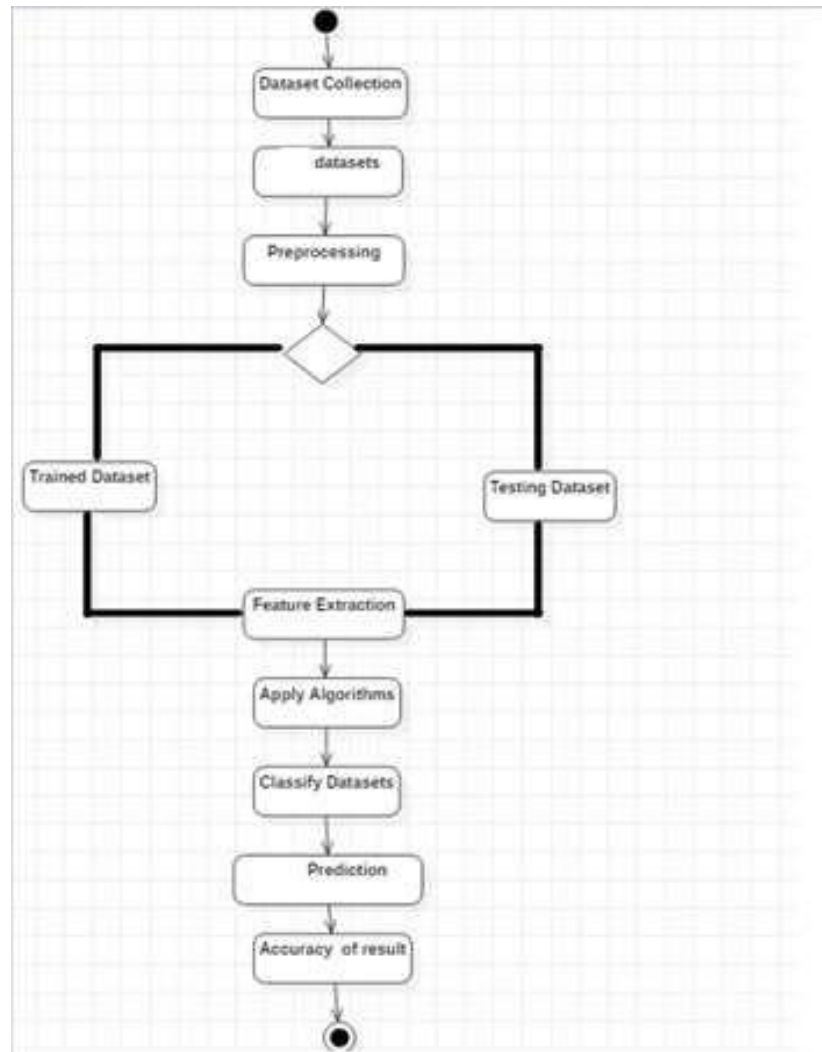 Dataset Collection
datasets
Preprocessing
Trained Dataset
Testing Dataset
Feature Extraction
Apply Algorithms
Classify Datasets
Prediction
Accuracy of result